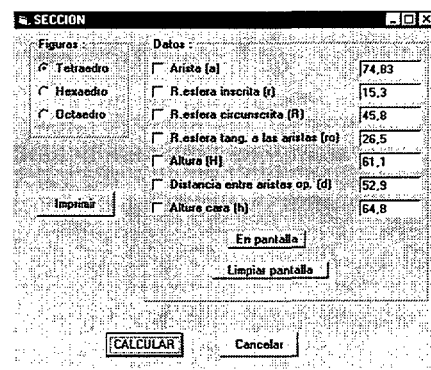 SECCION
Figuras :
Tetraedro
Hexaedro
Octaedro
Imprimir
Datos :
Arista (a) 74,83
R.esfera inscrita (r) 15,3
R.esfera circunscrita (R) 45,8
R.esfera tang. a las aristas (ro) 26,5
Altura (H) 61,1
Distancia entre aristas op. (d) 52,9
Altura cara (h) 64,8
En pantalla
Limpiar pantalla
CALCULAR
Cancelar